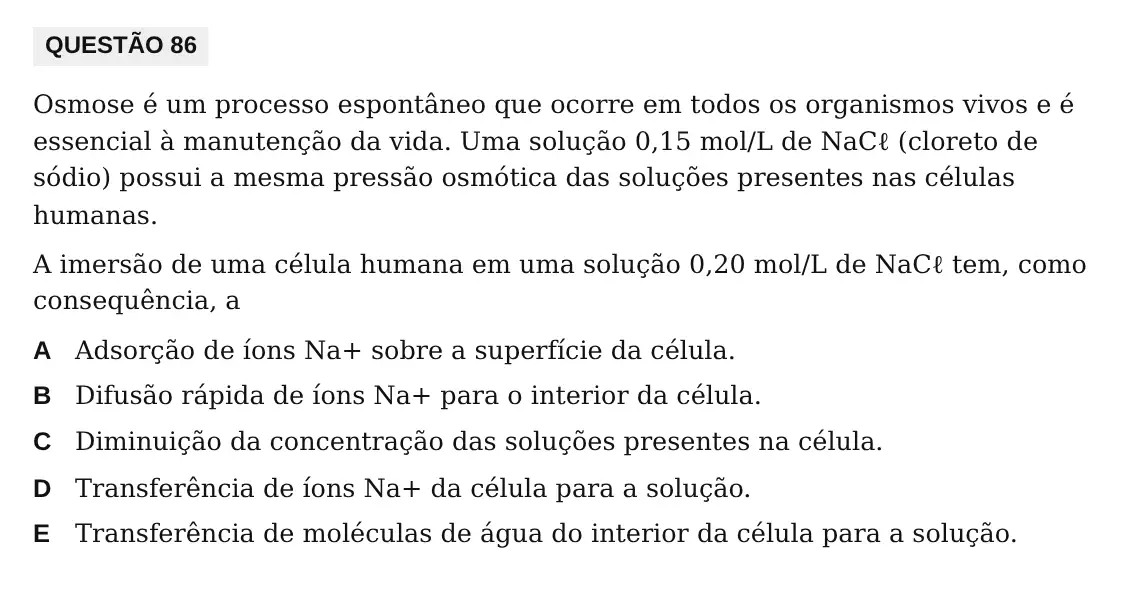 QUESTÃO 86
Osmose é um processo espontâneo que ocorre em todos os organismos vivos e é
essencial à manutenção da vida. Uma solução 0,15 mol/L de NaCℓ (cloreto de
sódio) possui a mesma pressão osmótica das soluções presentes nas células
humanas.
A imersão de uma célula humana em uma solução 0,20 mol/L de NaCℓ tem, como
consequência, a
A Adsorção de íons Na+ sobre a superfície da célula.
B Difusão rápida de íons Na+ para o interior da célula.
C Diminuição da concentração das soluções presentes na célula.
D Transferência de íons Na+ da célula para a solução.
E Transferência de moléculas de água do interior da célula para a solução.